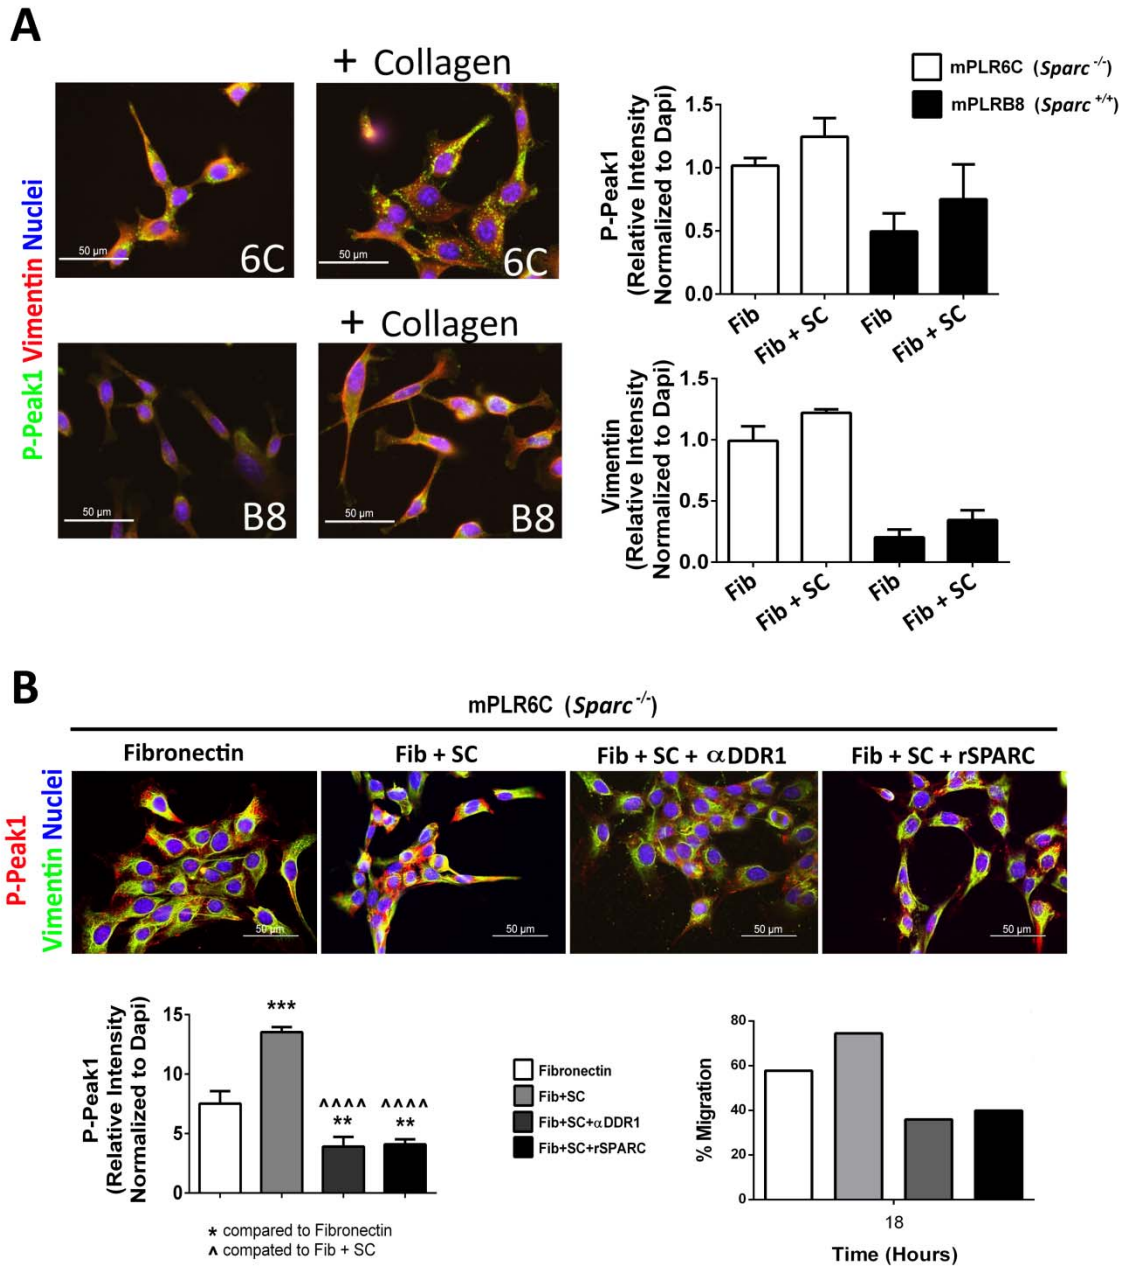 A
+ Collagen
P-Peak1 Vimentin Nuclei
50 µm
6C
50 µm
6C
+ Collagen
50 µm
B8
50 µm
B8
mPLR6C (Sparc -/-)
mPLRB8 (Sparc +/+)
P-Peak1
(Relative Intensity
Normalized to Dapi)
1.5
1.0
0.5
0.0
Fib
Fib + SC
Fib
Fib + SC
Vimentin
(Relative Intensity
Normalized to Dapi)
1.5
1.0
0.5
0.0
Fib
Fib + SC
Fib
Fib + SC
B
mPLR6C (Sparc -/-)
Fibronectin
Fib + SC
Fib + SC + αDDR1
Fib + SC + rSPARC
P-Peak1
Vimentin Nuclei
50 µm
50 µm
50 µm
50 µm
P-Peak1
(Relative Intensity
Normalized to Dapi)
15
10
5
0
***
^^^^
**
^^^^
**
* compared to Fibronectin
^ compated to Fib + SC
Fibronectin
Fib+SC
Fib+SC+αDDR1
Fib+SC+rSPARC
% Migration
80
60
40
20
0
18
Time (Hours)